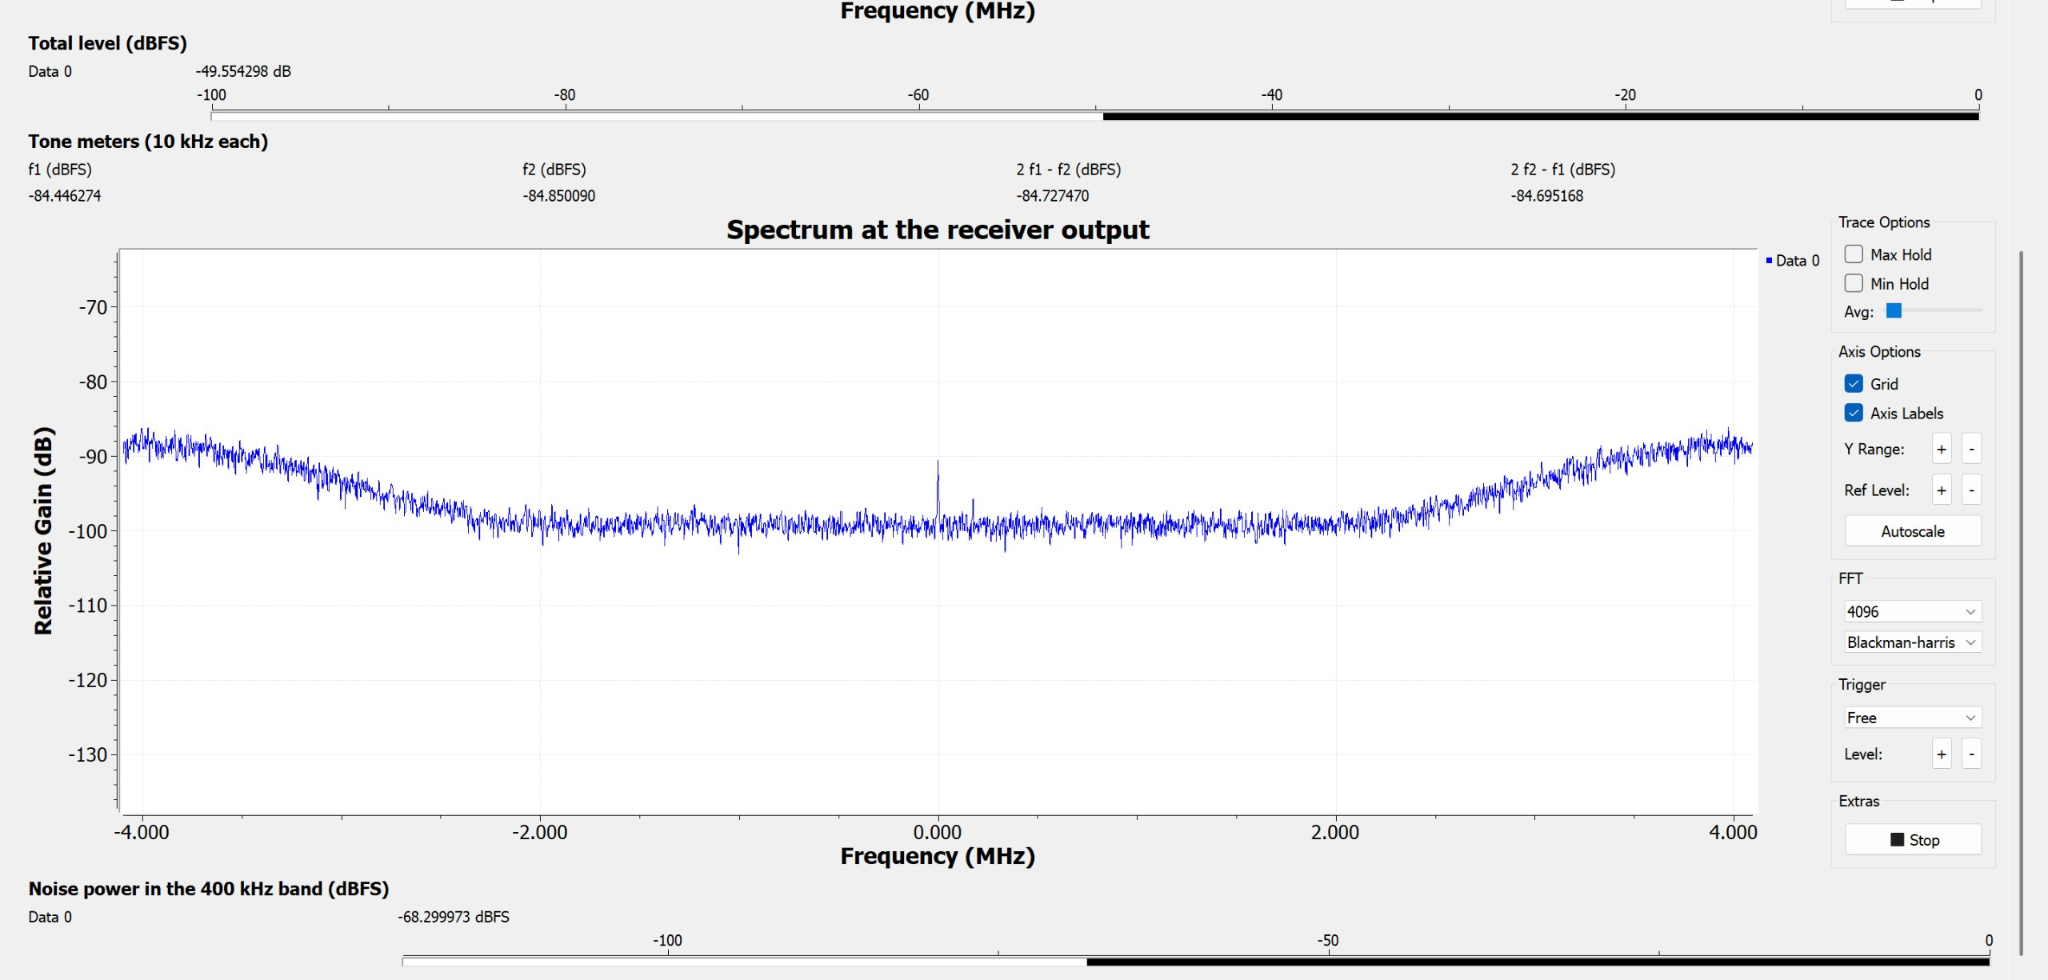 Frequency (MHz)
Total level (dBFS)
Data 0 -49.554298 dB
-100 -80 -60 -40 -20 0
Tone meters (10 kHz each)
f1 (dBFS) f2 (dBFS) 2 f1 - f2 (dBFS) 2 f2 - f1 (dBFS)
-84.446274 -84.850090 -84.727470 -84.695168
Spectrum at the receiver output
Data 0
Relative Gain (dB)
-70
-80
-90
-100
-110
-120
-130
-4.000 -2.000 0.000 2.000 4.000
Frequency (MHz)
Trace Options
Max Hold
Min Hold
Avg:
Axis Options
Grid
Axis Labels
Y Range: + -
Ref Level: + -
Autoscale
FFT
4096
Blackman-harris
Trigger
Free
Level: + -
Extras
Stop
Noise power in the 400 kHz band (dBFS)
Data 0 -68.299973 dBFS
-100 -50 0